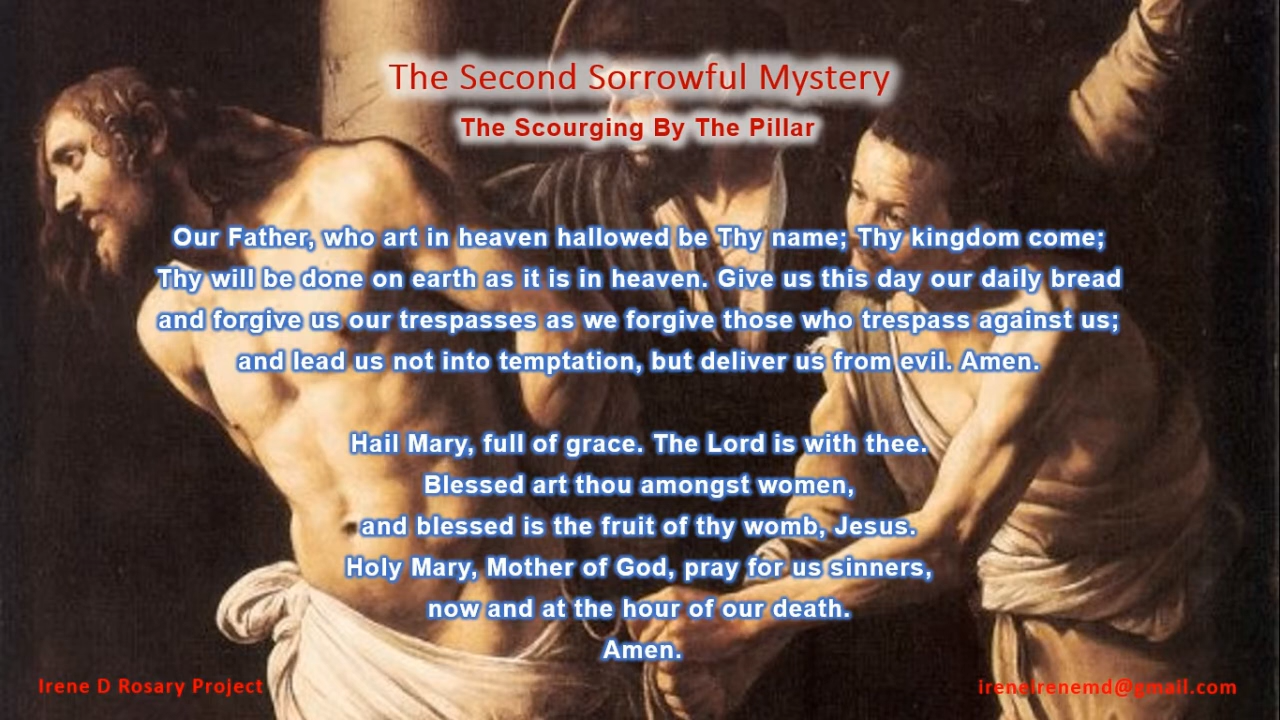 The Second Sorrowful Mystery
The Scourging By The Pillar
Our Father, who art in heaven hallowed be Thy name; Thy kingdom come;
Thy will be done on earth as it is in heaven. Give us this day our daily bread
and forgive us our trespasses as we forgive those who trespass against us;
and lead us not into temptation, but deliver us from evil. Amen.
Hail Mary, full of grace. The Lord is with thee.
Blessed art thou amongst women,
and blessed is the fruit of thy womb, Jesus.
Holy Mary, Mother of God, pray for us sinners,
now and at the hour of our death.
Amen.
Irene D Rosary Project
ireneirenemd@gmail.com